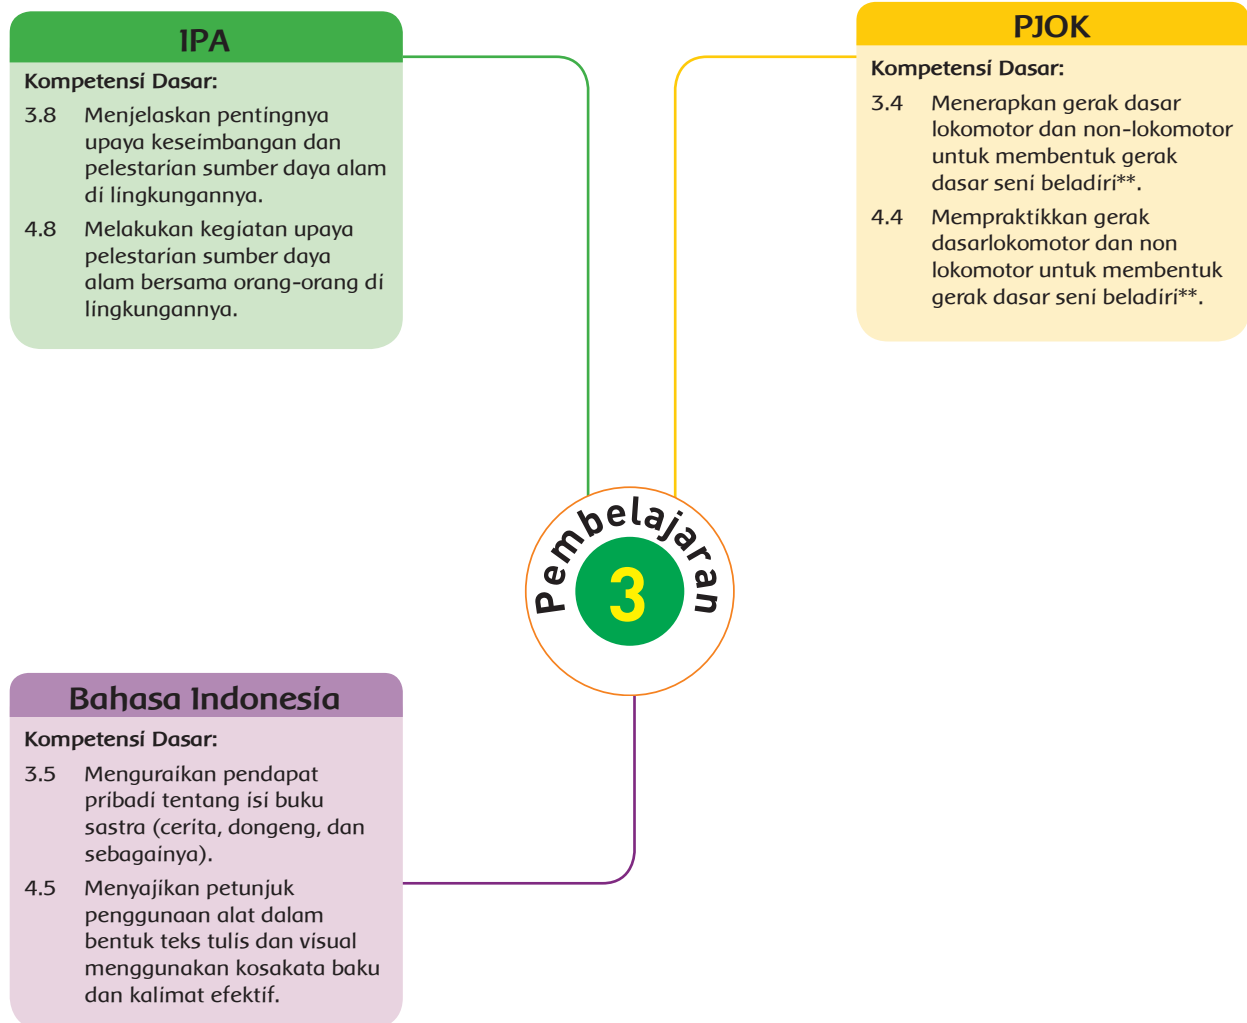 IPA
Kompetensi Dasar:
3.8 Menjelaskan pentingnya
upaya keseimbangan dan
pelestarian sumber daya alam
di lingkungannya.
4.8 Melakukan kegiatan upaya
pelestarian sumber daya
alam bersama orang-orang di
lingkungannya.
PJOK
Kompetensi Dasar:
3.4 Menerapkan gerak dasar
lokomotor dan non-lokomotor
untuk membentuk gerak
dasar seni beladiri**.
4.4 Mempraktikkan gerak
dasarlokomotor dan non
lokomotor untuk membentuk
gerak dasar seni beladiri**.
Pembelajaran
3
Bahasa Indonesia
Kompetensi Dasar:
3.5 Menguraikan pendapat
pribadi tentang isi buku
sastra (cerita, dongeng, dan
sebagainya).
4.5 Menyajikan petunjuk
penggunaan alat dalam
bentuk teks tulis dan visual
menggunakan kosakata baku
dan kalimat efektif.